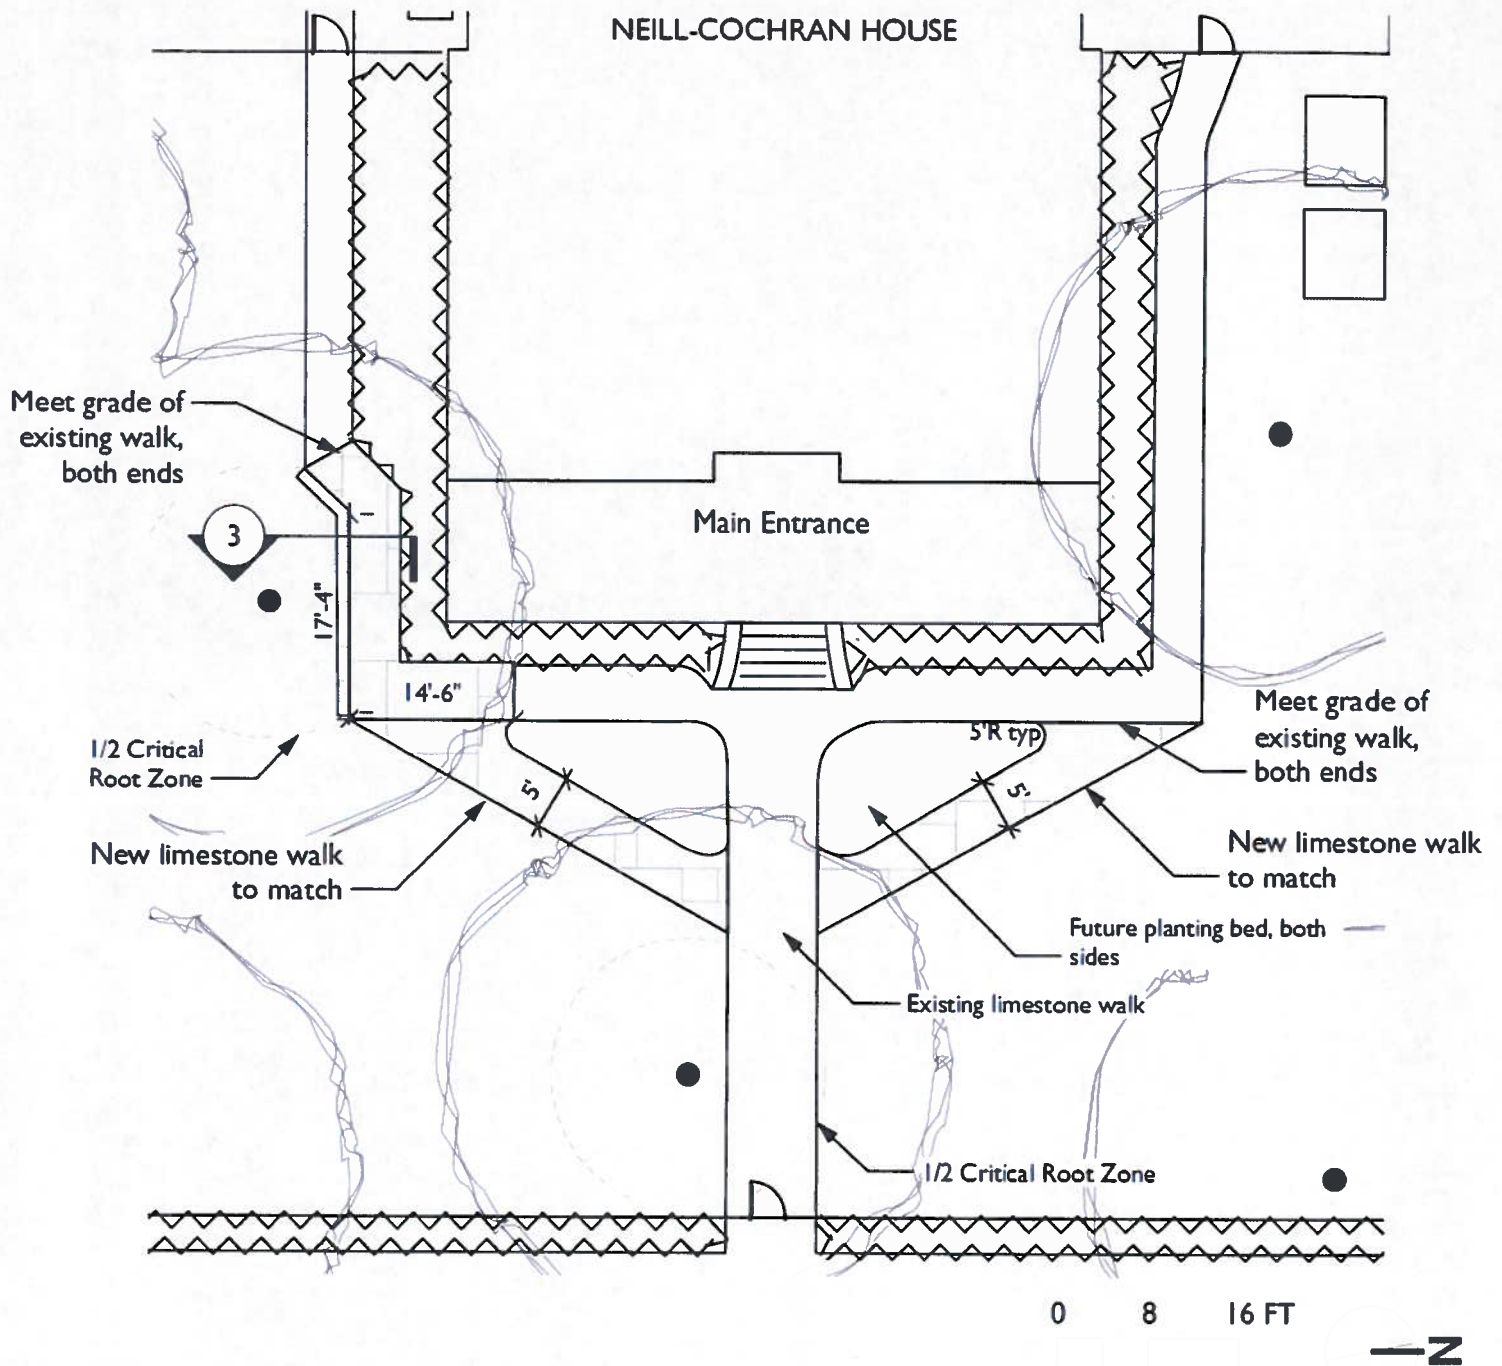 NEILL-COCHRAN HOUSE
Meet grade of
existing walk,
both ends
3
Main Entrance
17'-4"
14'-6"
5'R typ
Meet grade of
existing walk,
both ends
1/2 Critical
Root Zone
5'
5'
New limestone walk
to match
New limestone walk
to match
Future planting bed, both
sides
Existing limestone walk
1/2 Critical Root Zone
0 8 16 FT
N